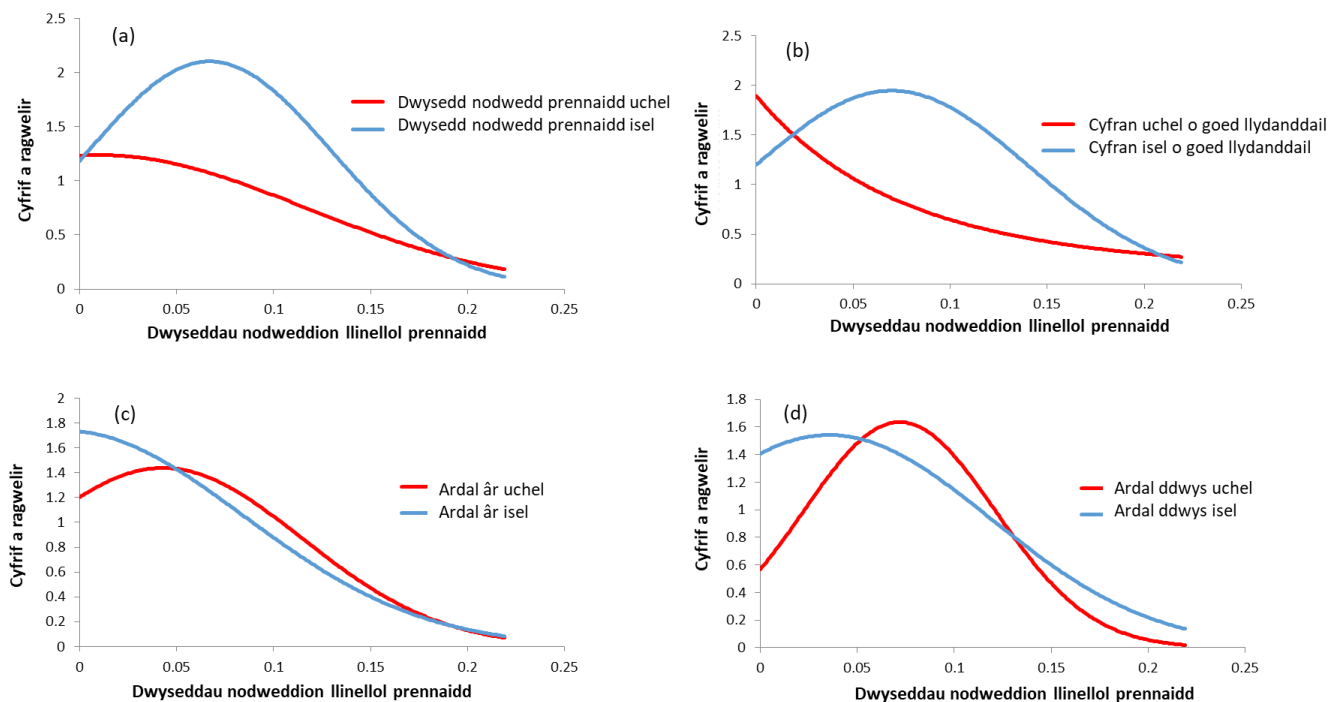 (a)
Cyfrif a ragwelir
2.5
2
1.5
1
0.5
0
0
0.05
0.1
0.15
0.2
0.25
Dwysedd nodwedd prennaidd uchel
Dwysedd nodwedd prennaidd isel
Dwyseddau nodweddion llinellol prennaidd
(b)
Cyfrif a ragwelir
2.5
2
1.5
1
0.5
0
0
0.05
0.1
0.15
0.2
0.25
Cyfran uchel o goed llydanddail
Cyfran isel o goed llydanddail
Dwyseddau nodweddion llinellol prennaidd
(c)
Cyfrif a ragwelir
2
1.8
1.6
1.4
1.2
1
0.8
0.6
0.4
0.2
0
0
0.05
0.1
0.15
0.2
0.25
Ardal âr uchel
Ardal âr isel
Dwyseddau nodweddion llinellol prennaidd
(d)
Cyfrif a ragwelir
1.8
1.6
1.4
1.2
1
0.8
0.6
0.4
0.2
0
0
0.05
0.1
0.15
0.2
0.25
Ardal ddwys uchel
Ardal ddwys isel
Dwyseddau nodweddion llinellol prennaidd